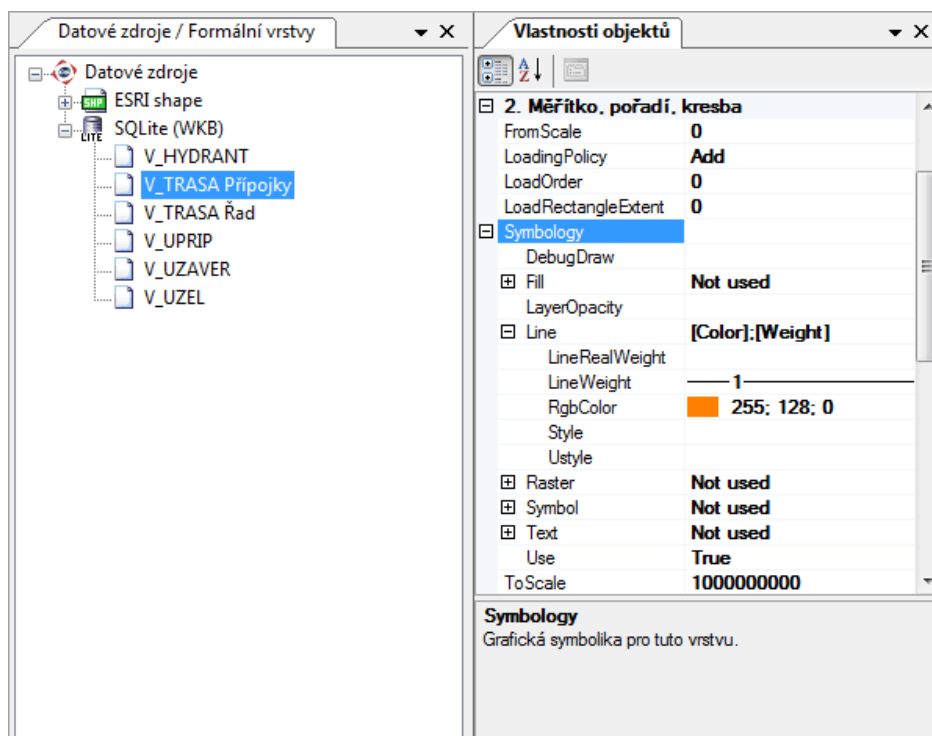 Datové zdroje / Formální vrstvy
Datové zdroje
SHP ESRI shape
LITE SQLite (WKB)
V_HYDRANT
V_TRASA Přípojky
V_TRASA Řad
V_UPRIP
V_UZAVER
V_UZEL
Vlastnosti objektů
2. Měřítko, pořadí, kresba
FromScale 0
LoadingPolicy Add
LoadOrder 0
LoadRectangleExtent 0
Symbology
DebugDraw
Fill Not used
LayerOpacity
Line [Color];[Weight]
LineRealWeight
LineWeight 1
RgbColor 255; 128; 0
Style
Ustyle
Raster Not used
Symbol Not used
Text Not used
Use True
ToScale 1000000000
Symbology
Grafická symbolika pro tuto vrstvu.